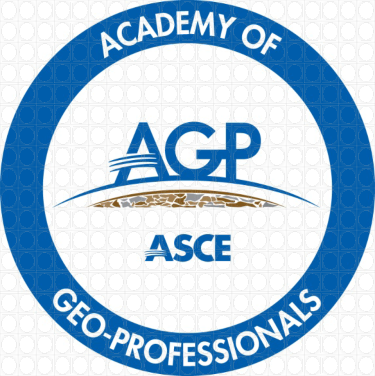 ACADEMY OF
AGP
ASCE
GEO-PROFESSIONALS